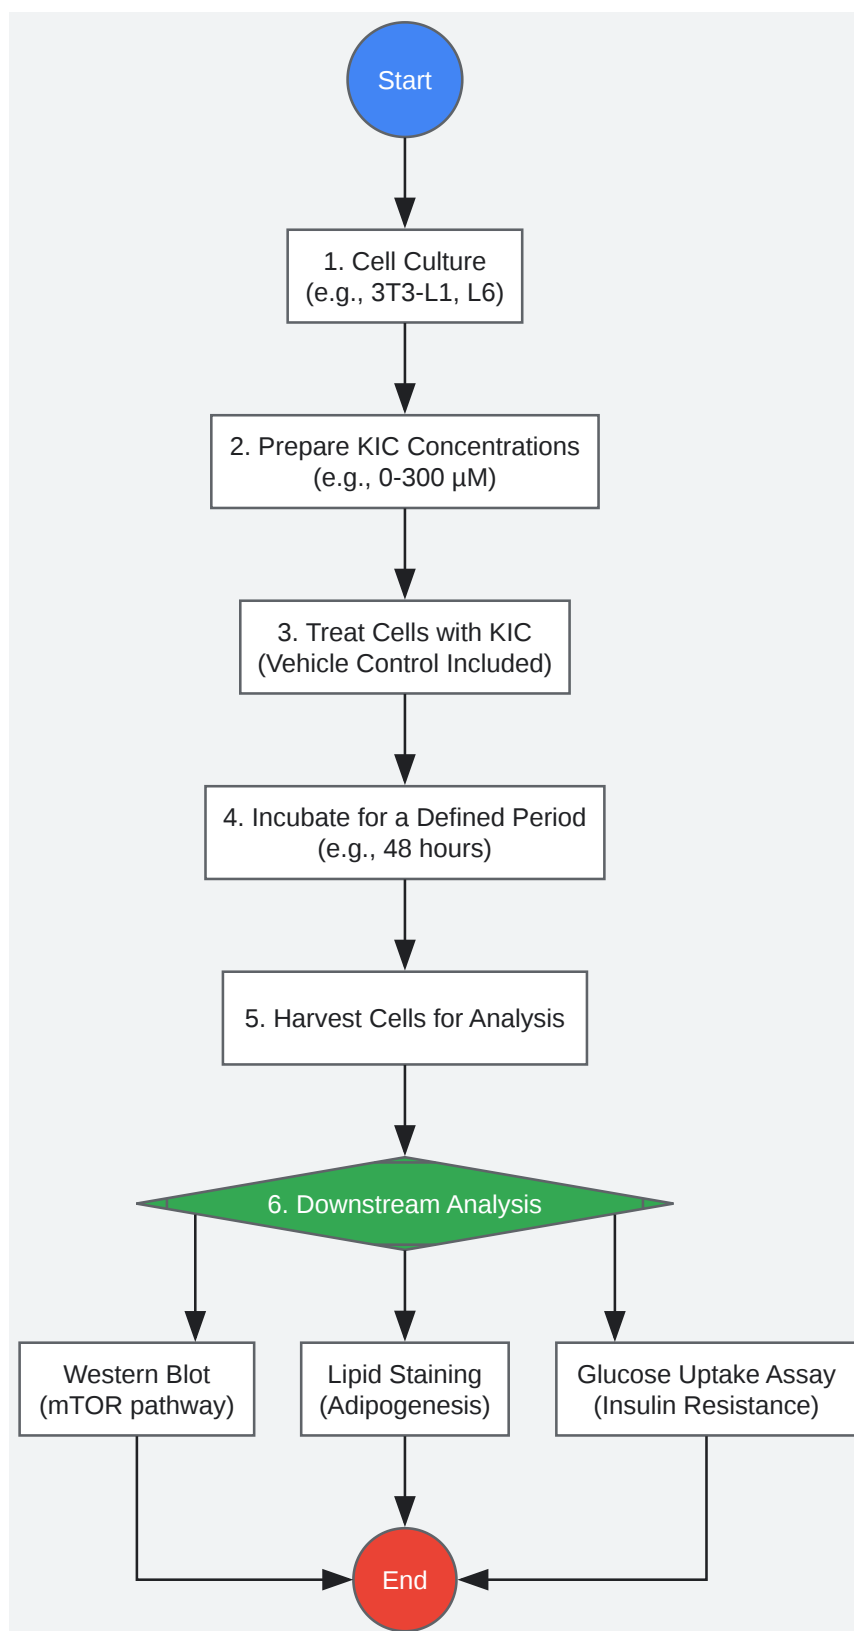 Start
1. Cell Culture
(e.g., 3T3-L1, L6)
2. Prepare KIC Concentrations
(e.g., 0-300 µM)
3. Treat Cells with KIC
(Vehicle Control Included)
4. Incubate for a Defined Period
(e.g., 48 hours)
5. Harvest Cells for Analysis
6. Downstream Analysis
Western Blot
(mTOR pathway)
Lipid Staining
(Adipogenesis)
Glucose Uptake Assay
(Insulin Resistance)
End